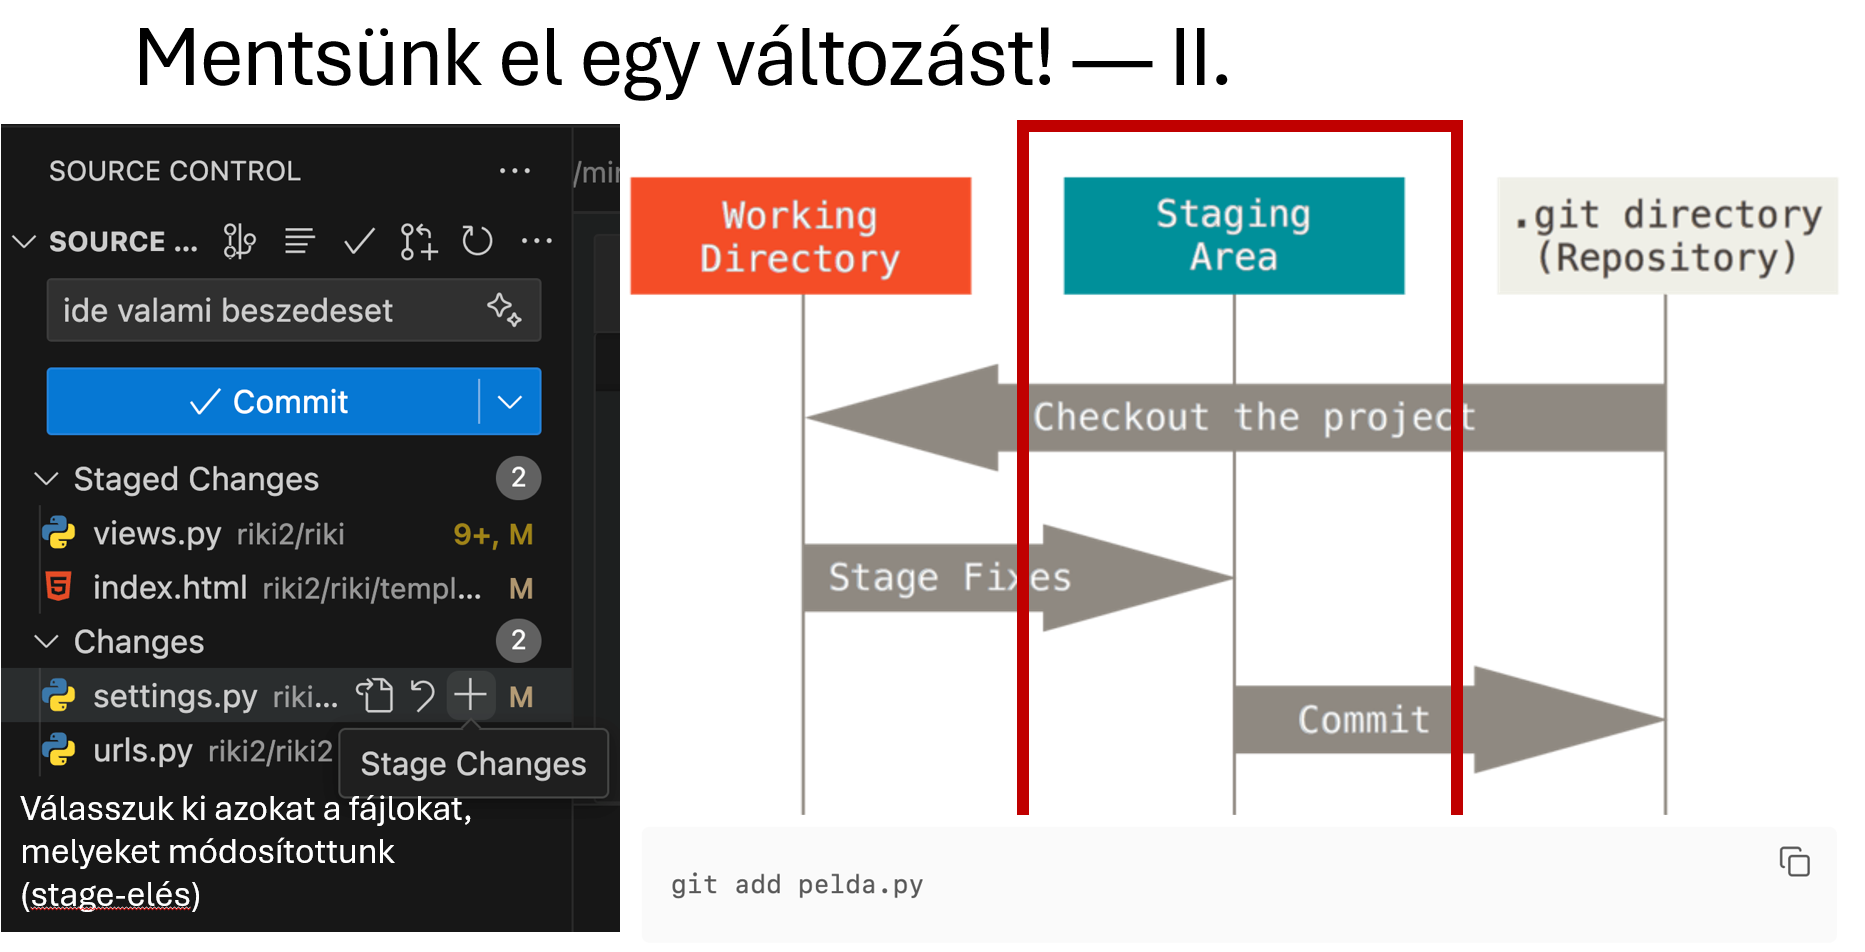 Mentsünk el egy változást! — II.
SOURCE CONTROL
/mir
SOURCE ...
ide valami beszedeset
Commit
Staged Changes 2
views.py riki2/riki 9+, M
index.html riki2/riki/templ... M
Changes 2
settings.py riki... M
urls.py riki2/riki2
Stage Changes
Válasszuk ki azokat a fájlokat,
melyeket módosítottunk
(stage-elés)
Working
Directory
Staging
Area
.git directory
(Repository)
Checkout the project
Stage Fixes
Commit
git add pelda.py